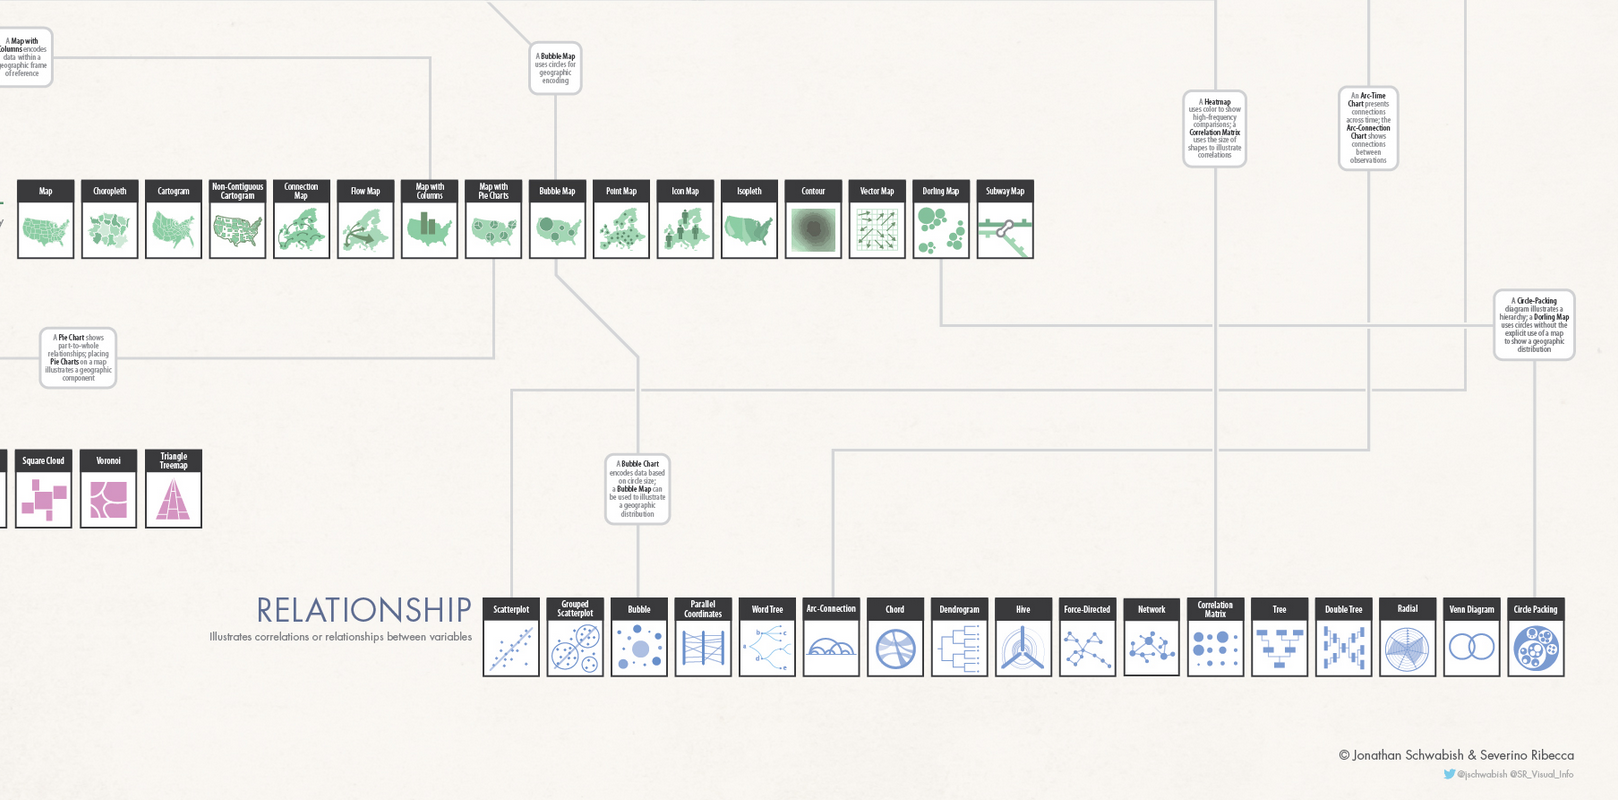 A Map with
Columns encodes
data within a
geographic frame
of reference
A Bubble Map
uses circles for
geographic
encoding
A Heatmap
uses color to show
high-frequency
comparisons; a
Correlation Matrix
uses the size of
shapes to illustrate
correlations
An Arc-Time
Chart presents
connections
across time; the
Arc-Connection
Chart shows
connections
between
observations
Map
Choropleth
Cartogram
Non-Contiguous
Cartogram
Connection
Map
Flow Map
Map with
Columns
Map with
Pie Charts
Bubble Map
Point Map
Icon Map
Isopleth
Contour
Vector Map
Dorling Map
Subway Map
A Circle-Packing
diagram illustrates a
hierarchy; a Dorling Map
uses circles without the
explicit use of a map
to show a geographic
distribution
A Pie Chart shows
part-to-whole
relationships; placing
Pie Charts on a map
illustrates a geographic
component
Square Cloud
Voronoi
Triangle
Treemap
A Bubble Chart
encodes data based
on circle size;
a Bubble Map can
be used to illustrate
a geographic
distribution
RELATIONSHIP
Illustrates correlations or relationships between variables
Scatterplot
Grouped
Scatterplot
Bubble
Parallel
Coordinates
Word Tree
Arc-Connection
Chord
Dendrogram
Hive
Force-Directed
Network
Correlation
Matrix
Tree
Double Tree
Radial
Venn Diagram
Circle Packing
a b c d e
© Jonathan Schwabish & Severino Ribecca
@jschwabish @SR_Visual_Info